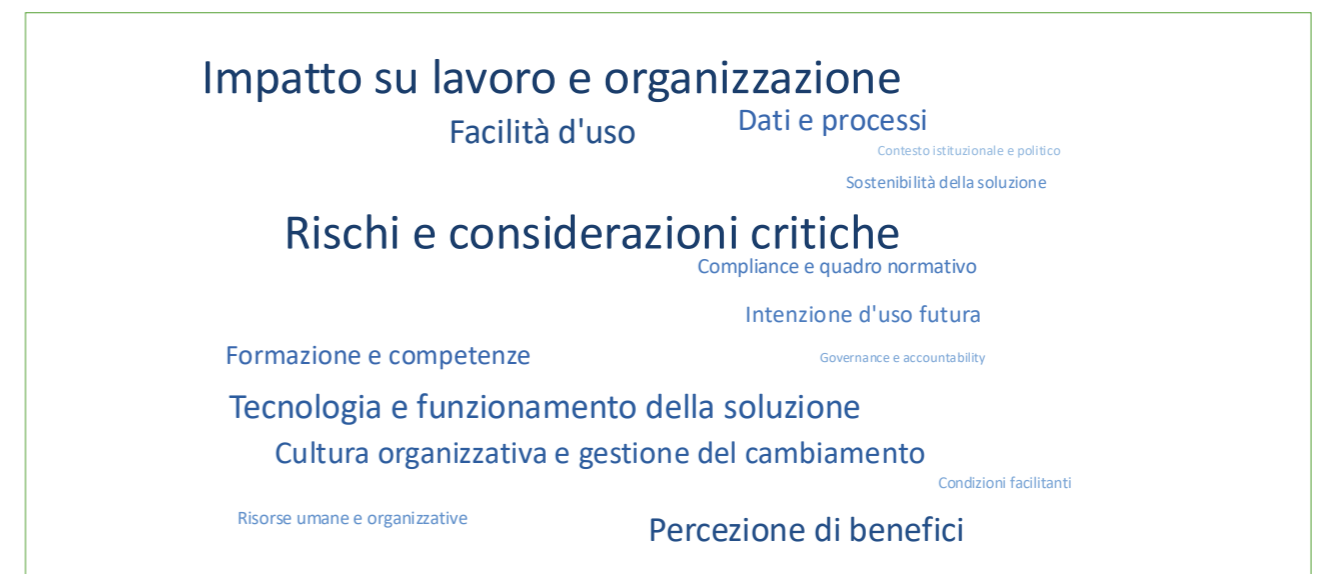 Impatto su lavoro e organizzazione
Facilità d'uso
Dati e processi
Contesto istituzionale e politico
Sostenibilità della soluzione
Rischi e considerazioni critiche
Compliance e quadro normativo
Intenzione d'uso futura
Formazione e competenze
Governance e accountability
Tecnologia e funzionamento della soluzione
Cultura organizzativa e gestione del cambiamento
Condizioni facilitanti
Risorse umane e organizzative
Percezione di benefici